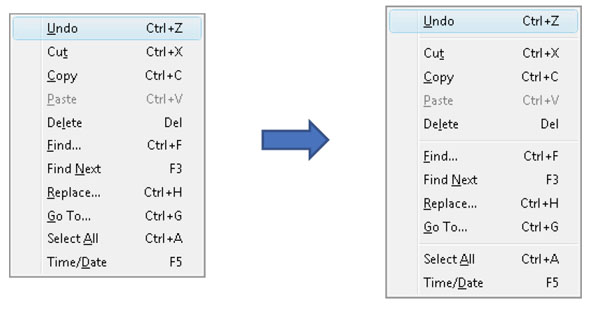 Undo Ctrl+Z
Cut Ctrl+X
Copy Ctrl+C
Paste Ctrl+V
Delete Del
Find... Ctrl+F
Find Next F3
Replace... Ctrl+H
Go To... Ctrl+G
Select All Ctrl+A
Time/Date F5
Undo Ctrl+Z
Cut Ctrl+X
Copy Ctrl+C
Paste Ctrl+V
Delete Del
Find... Ctrl+F
Find Next F3
Replace... Ctrl+H
Go To... Ctrl+G
Select All Ctrl+A
Time/Date F5